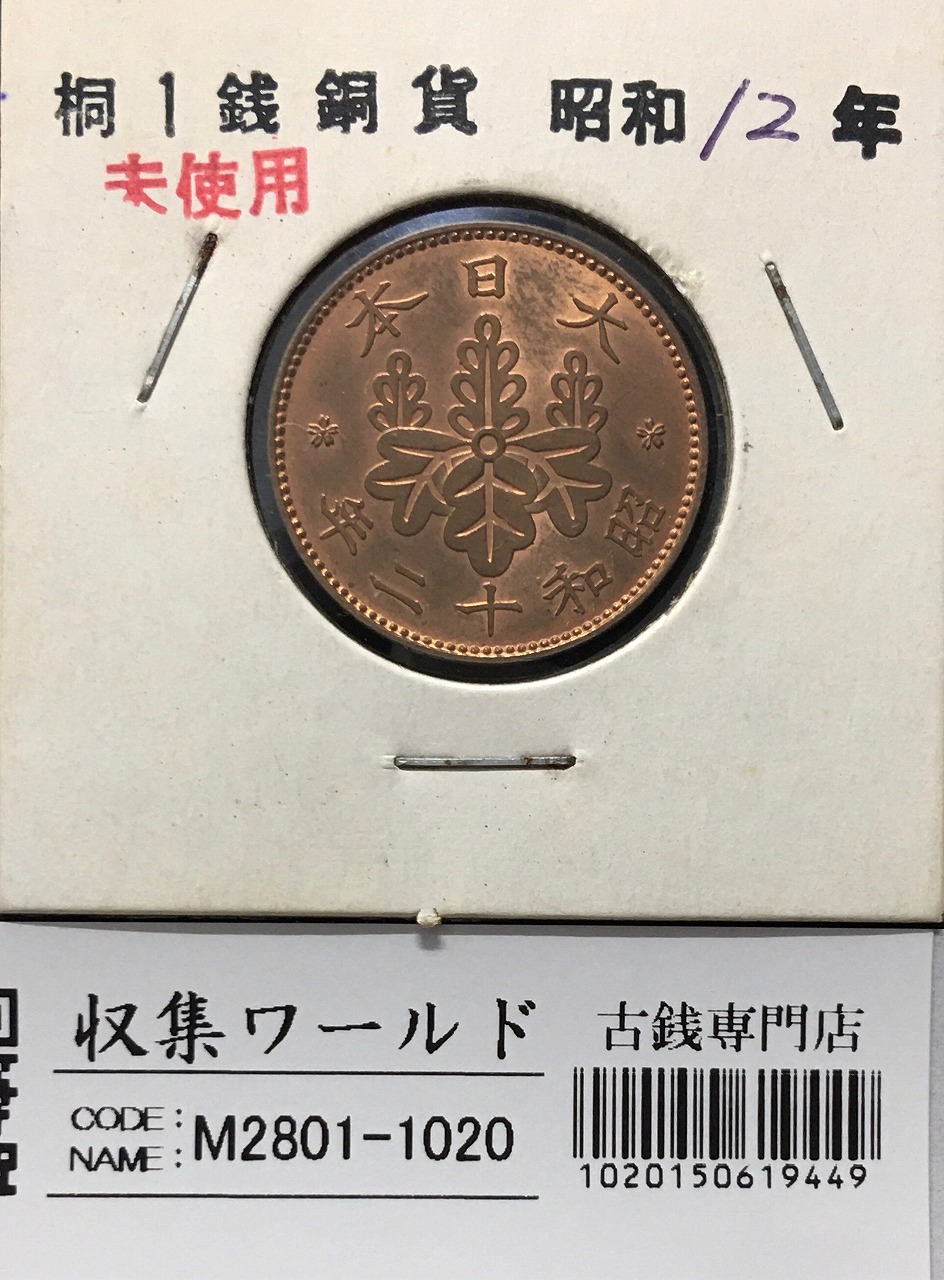 桐1銭銅貨 昭和12年
未使用
大日本
昭和十二年
収集ワールド
古銭専門店
CODE:
NAME: M2801-1020
1020150619449